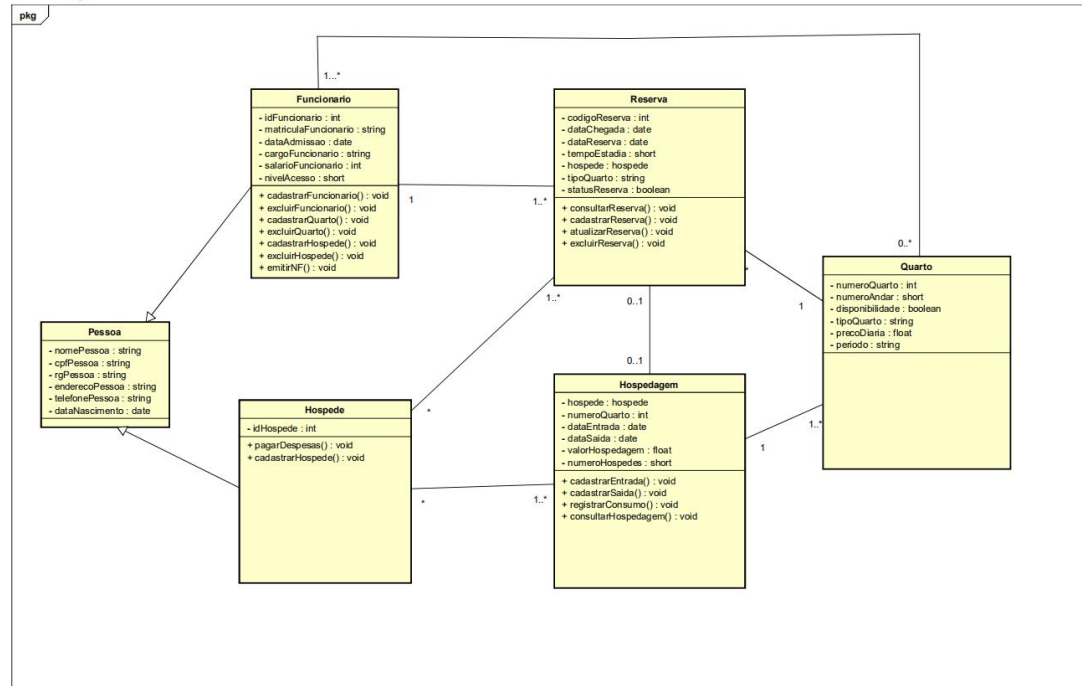 pkg
1...*
Funcionario
- idFuncionario : int
- matriculaFuncionario : string
- dataAdmissao : date
- cargoFuncionario : string
- salarioFuncionario : int
- nivelAcesso : short
+ cadastrarFuncionario() : void
+ excluirFuncionario() : void
+ cadastrarQuarto() : void
+ excluirQuarto() : void
+ cadastrarHospede() : void
+ excluirHospede() : void
+ emitirNF() : void
1
1..*
Reserva
- codigoReserva : int
- dataChegada : date
- dataReserva : date
- tempoEstadia : short
- hospede : hospede
- tipoQuarto : string
- statusReserva : boolean
+ consultarReserva() : void
+ cadastrarReserva() : void
+ atualizarReserva() : void
+ excluirReserva() : void
0..*
*
1
Quarto
- numeroQuarto : int
- numeroAndar : short
- disponibilidade : boolean
- tipoQuarto : string
- precoDiaria : float
- periodo : string
1..*
0..1
0..1
Pessoa
- nomePessoa : string
- cpfPessoa : string
- rgPessoa : string
- enderecoPessoa : string
- telefonePessoa : string
- dataNascimento : date
Hospede
- idHospede : int
+ pagarDespesas() : void
+ cadastrarHospede() : void
*
*
1..*
Hospedagem
- hospede : hospede
- numeroQuarto : int
- dataEntrada : date
- dataSaida : date
- valorHospedagem : float
- numeroHospedes : short
+ cadastrarEntrada() : void
+ cadastrarSaida() : void
+ registrarConsumo() : void
+ consultarHospedagem() : void
1
1..*